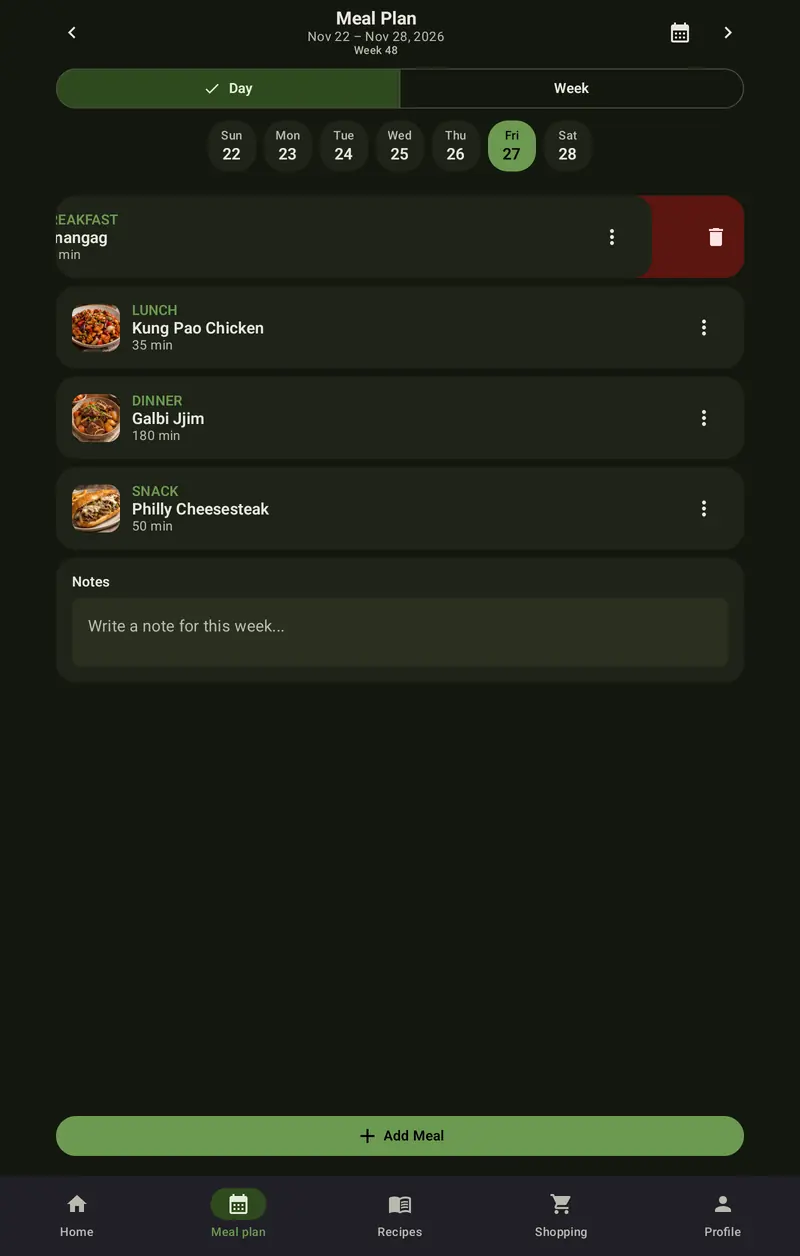 Meal Plan
Nov 22 – Nov 28, 2026
Week 48
Day
Week
Sun
22
Mon
23
Tue
24
Wed
25
Thu
26
Fri
27
Sat
28
REAKFAST
nangag
min
LUNCH
Kung Pao Chicken
35 min
DINNER
Galbi Jjim
180 min
SNACK
Philly Cheesesteak
50 min
Notes
Write a note for this week...
Add Meal
Home
Meal plan
Recipes
Shopping
Profile